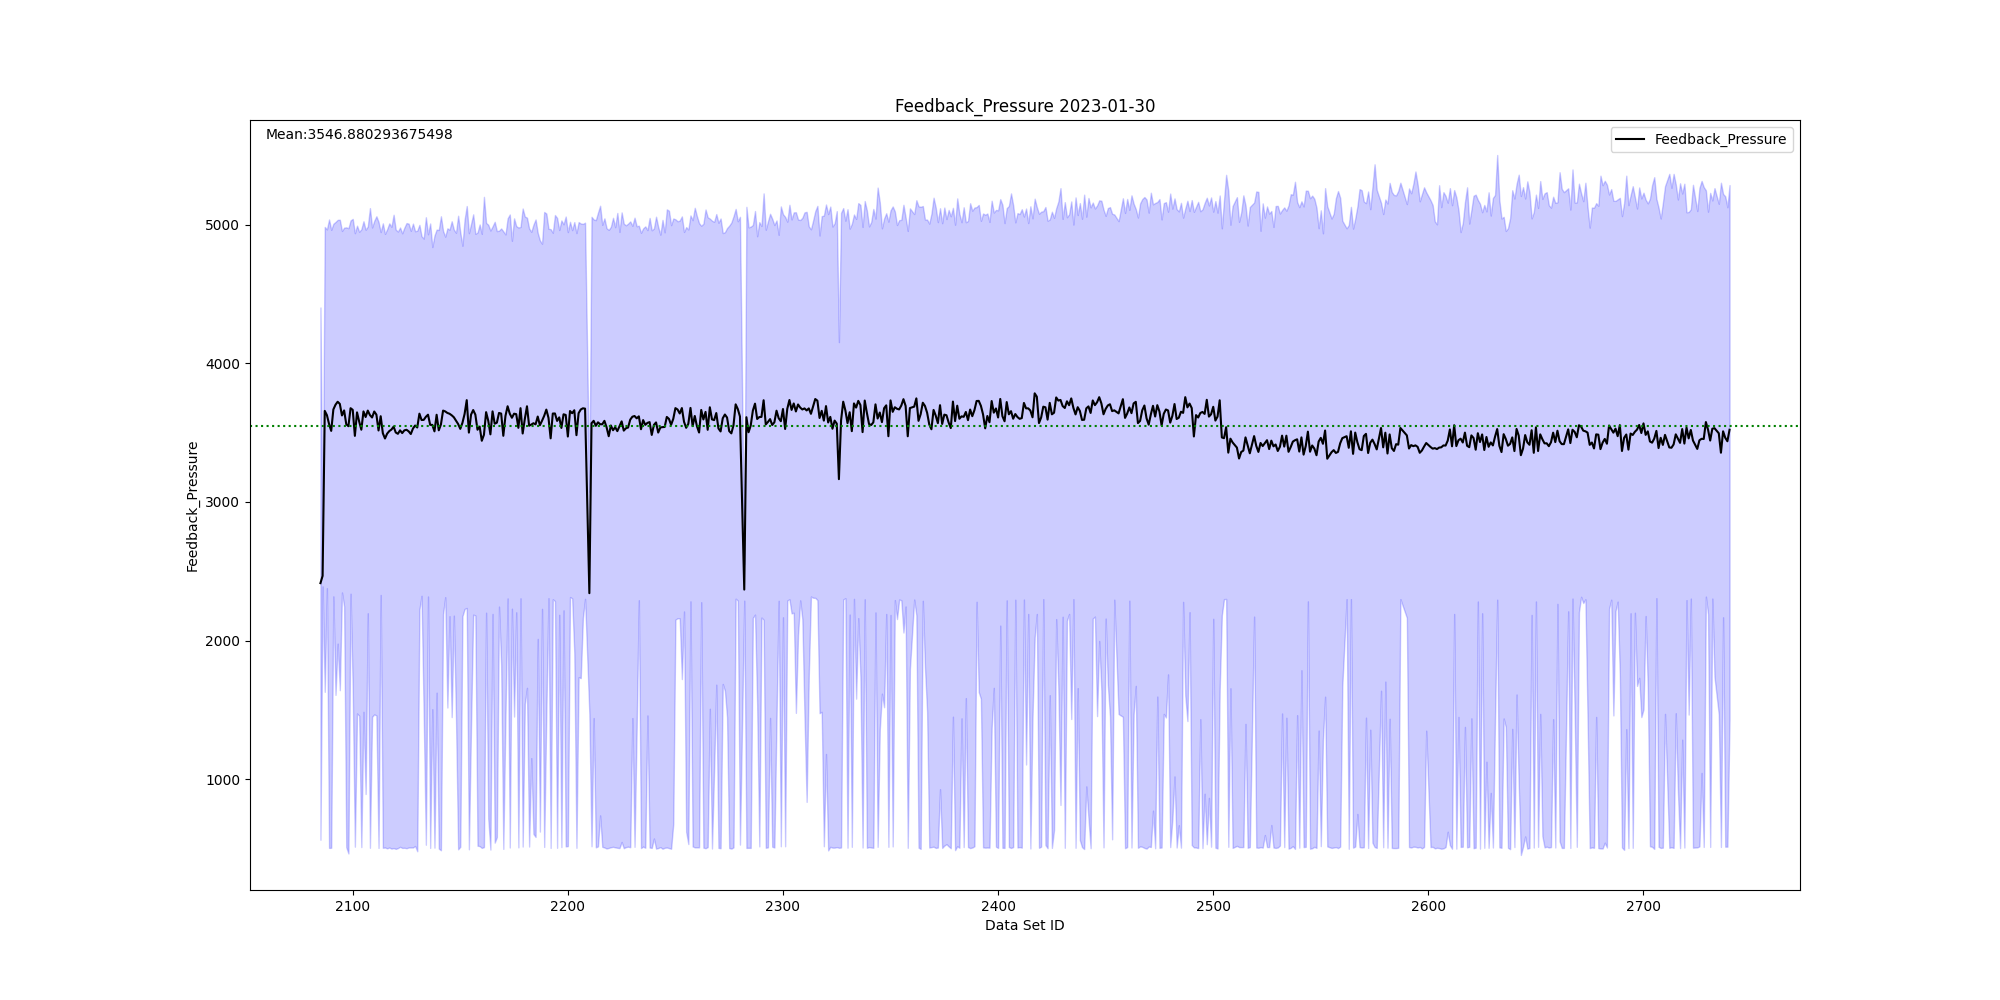 Feedback_Pressure 2023-01-30
Mean:3546.880293675498
Feedback_Pressure
5000
4000
3000
2000
1000
Feedback_Pressure
2100 2200 2300 2400 2500 2600 2700
Data Set ID